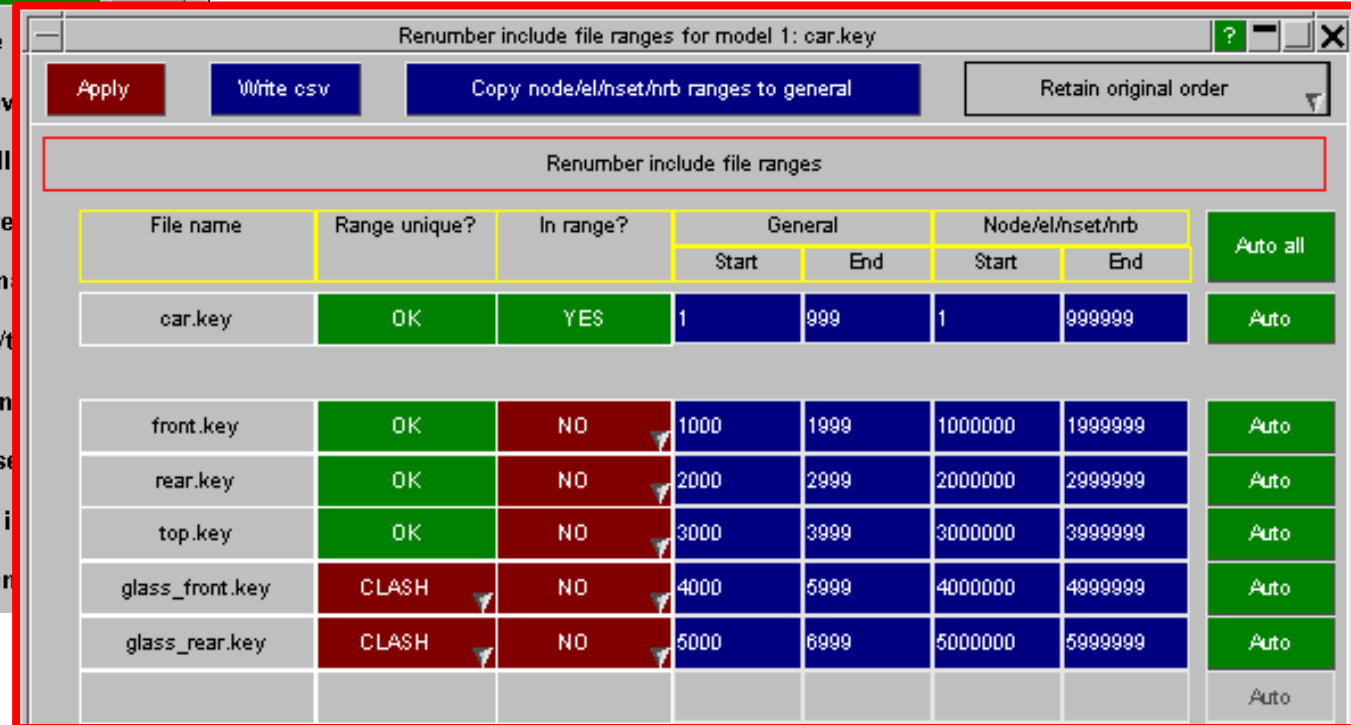 Renumber include file ranges for model 1: car.key ?
Apply Write csv Copy node/el/nset/nrb ranges to general Retain original order
Renumber include file ranges
File name Range unique? In range? General Node/el/nset/nrb Auto all
Start End Start End
car.key OK YES 1 999 1 999999 Auto
front.key OK NO 1000 1999 1000000 1999999 Auto
rear.key OK NO 2000 2999 2000000 2999999 Auto
top.key OK NO 3000 3999 3000000 3999999 Auto
glass_front.key CLASH NO 4000 5999 4000000 4999999 Auto
glass_rear.key CLASH NO 5000 6999 5000000 5999999 Auto
Auto